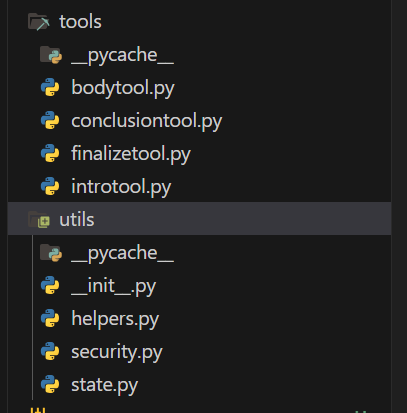 tools
__pycache__
bodytool.py
conclusiontool.py
finalizetool.py
introtool.py
utils
__pycache__
__init__.py
helpers.py
security.py
state.py